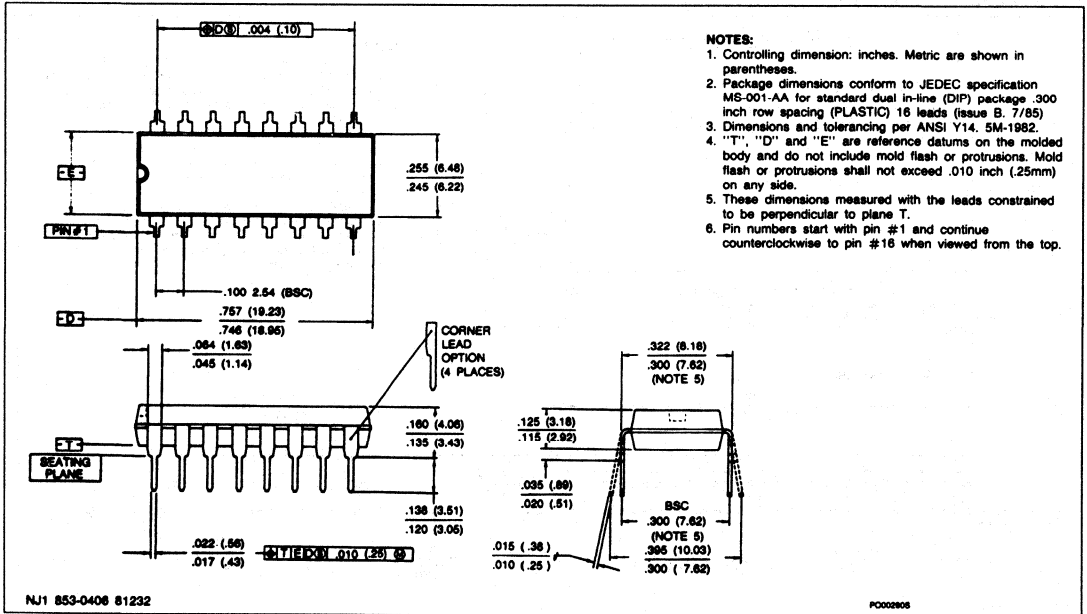 ⌖ D Ⓢ .004 (.10)
NOTES:
1. Controlling dimension: inches. Metric are shown in
parentheses.
2. Package dimensions conform to JEDEC specification
MS-001-AA for standard dual in-line (DIP) package .300
inch row spacing (PLASTIC) 16 leads (issue B. 7/85)
3. Dimensions and tolerancing per ANSI Y14. 5M-1982.
4. "T", "D" and "E" are reference datums on the molded
body and do not include mold flash or protrusions. Mold
flash or protrusions shall not exceed .010 inch (.25mm)
on any side.
5. These dimensions measured with the leads constrained
to be perpendicular to plane T.
6. Pin numbers start with pin #1 and continue
counterclockwise to pin #16 when viewed from the top.
-E-
.255 (6.48)
.245 (6.22)
PIN#1
.100 2.54 (BSC)
-D-
.757 (19.23)
.746 (18.95)
.064 (1.63)
.045 (1.14)
CORNER
LEAD
OPTION
(4 PLACES)
.160 (4.06)
.135 (3.43)
-T-
SEATING
PLANE
.138 (3.51)
.120 (3.05)
.022 (.56)
.017 (.43)
⌖ T E D Ⓢ .010 (.25) Ⓜ
.322 (8.18)
.300 (7.62)
(NOTE 5)
.125 (3.18)
.115 (2.92)
.035 (.89)
.020 (.51)
BSC
.300 (7.62)
(NOTE 5)
.395 (10.03)
.300 ( 7.62)
.015 (.38 )
.010 (.25 )
NJ1 853-0406 81232
PO00290S